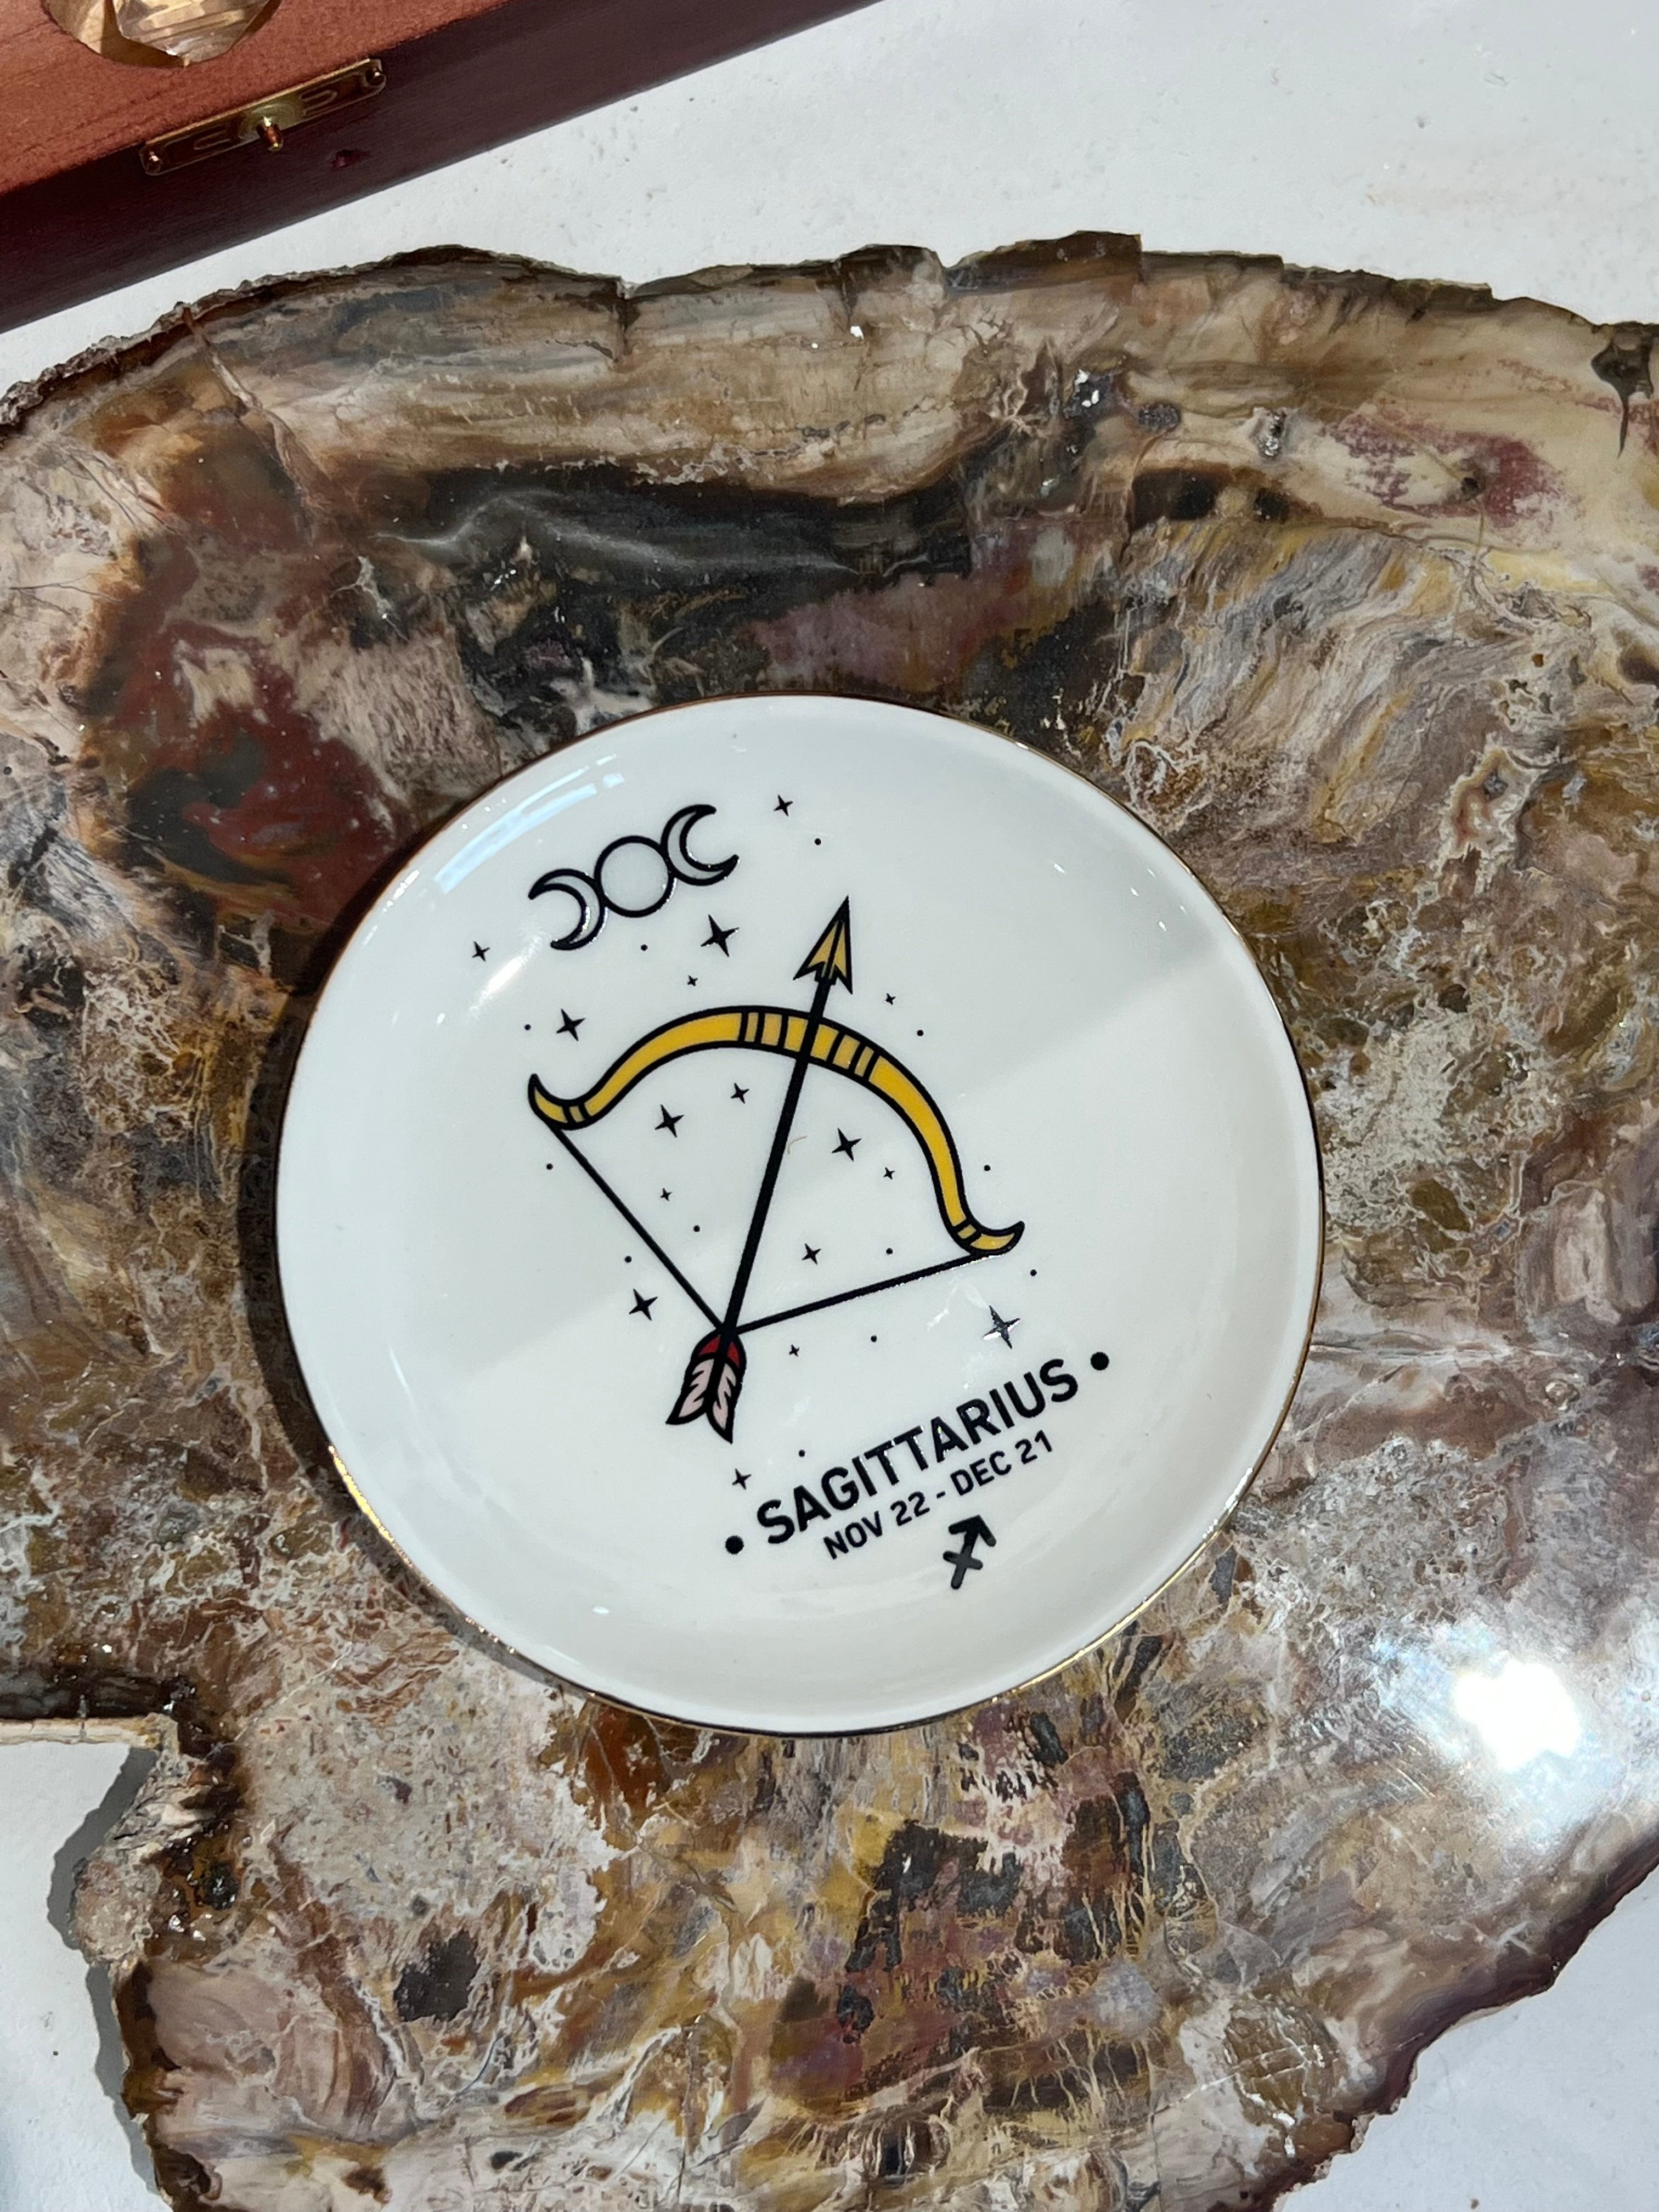 • SAGITTARIUS •
NOV 22 - DEC 21
♐